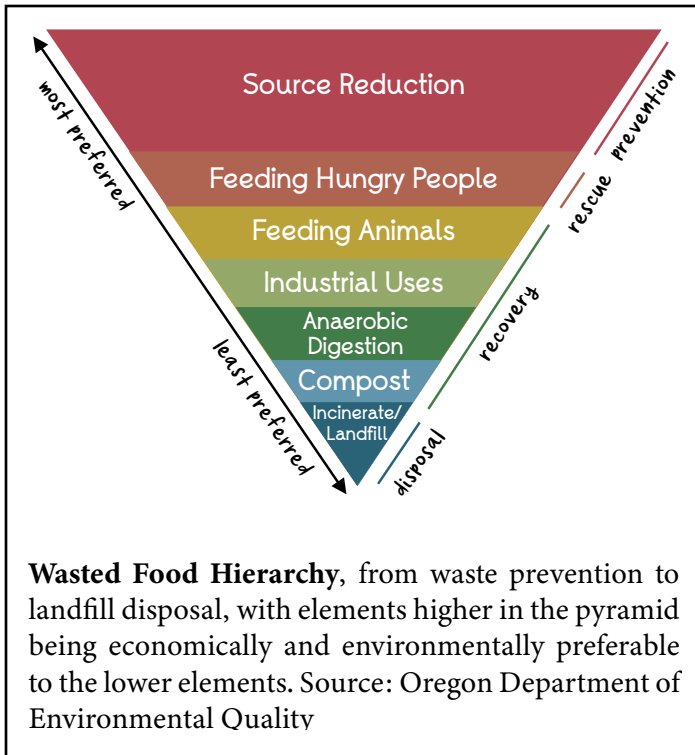 Source Reduction
Feeding Hungry People
Feeding Animals
Industrial Uses
Anaerobic
Digestion
Compost
Incinerate/
Landfill
most preferred
least preferred
prevention
rescue
recovery
disposal
Wasted Food Hierarchy, from waste prevention to
landfill disposal, with elements higher in the pyramid
being economically and environmentally preferable
to the lower elements. Source: Oregon Department of
Environmental Quality